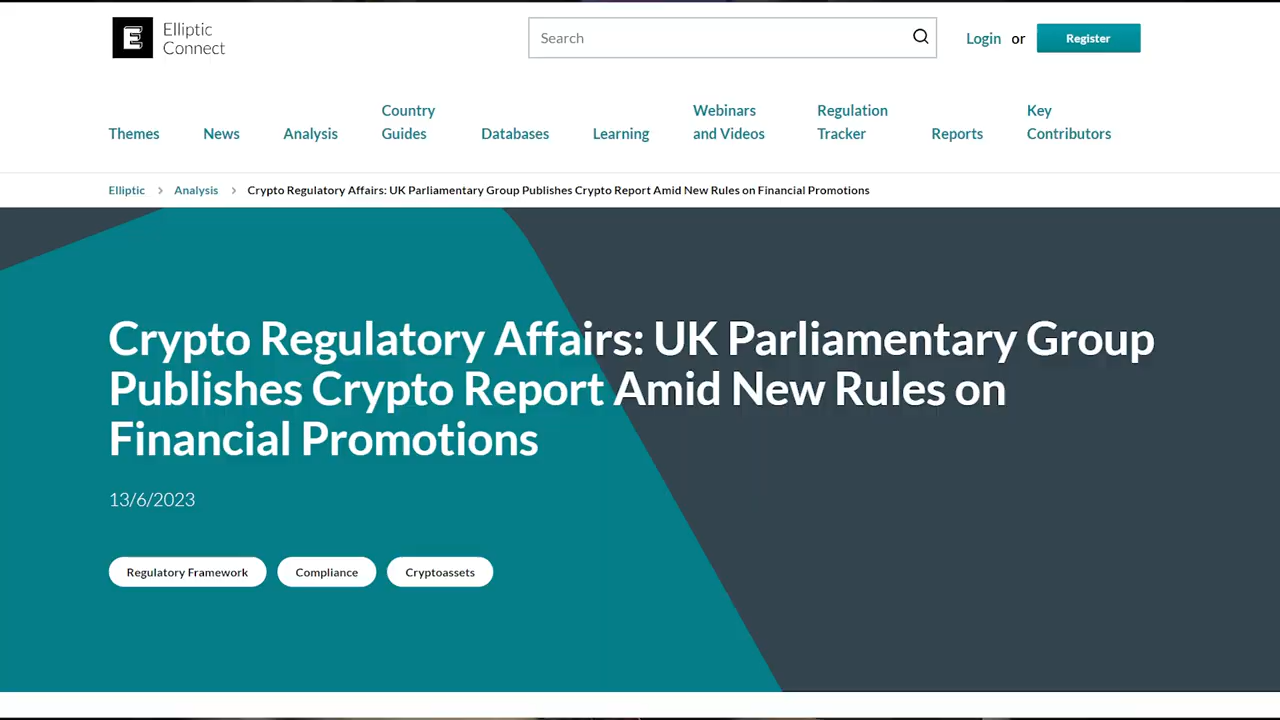 E
Elliptic
Connect
Search
Login or
Register
Themes
News
Analysis
Country
Guides
Databases
Learning
Webinars
and Videos
Regulation
Tracker
Reports
Key
Contributors
Elliptic > Analysis > Crypto Regulatory Affairs: UK Parliamentary Group Publishes Crypto Report Amid New Rules on Financial Promotions
Crypto Regulatory Affairs: UK Parliamentary Group
Publishes Crypto Report Amid New Rules on
Financial Promotions
13/6/2023
Regulatory Framework
Compliance
Cryptoassets